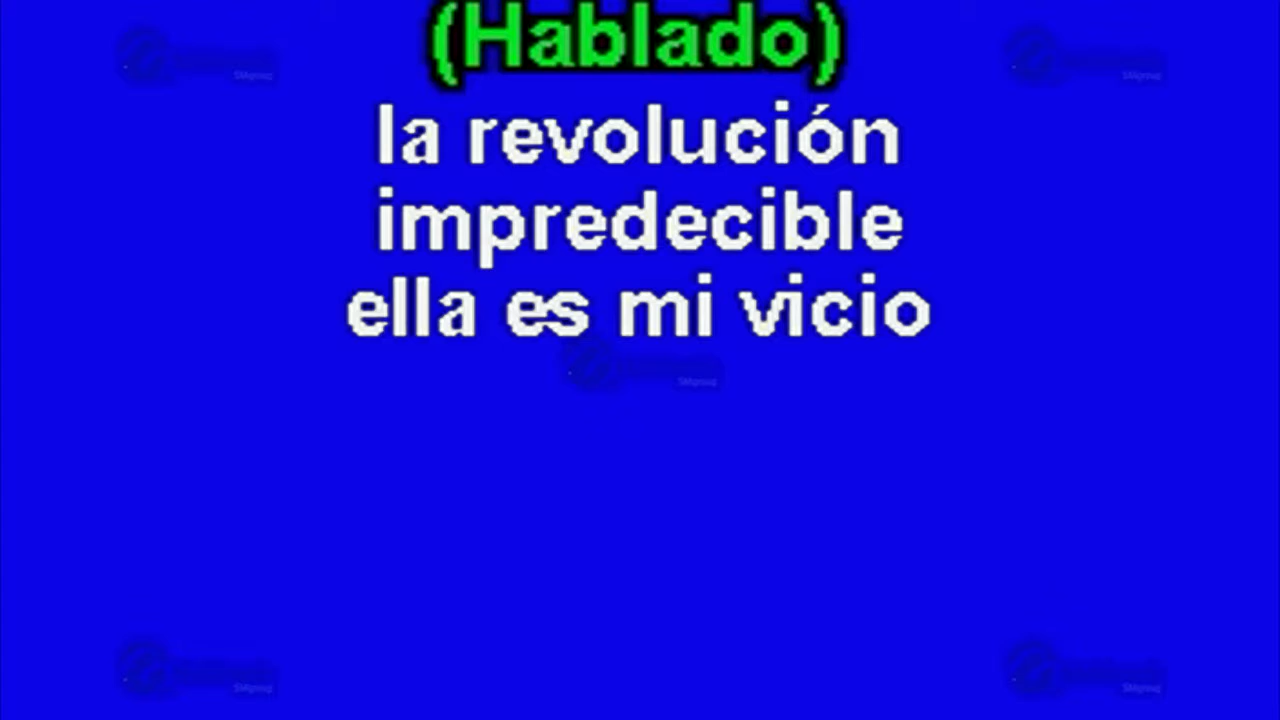 (Hablado)
la revolución
impredecible
ella es mi vicio